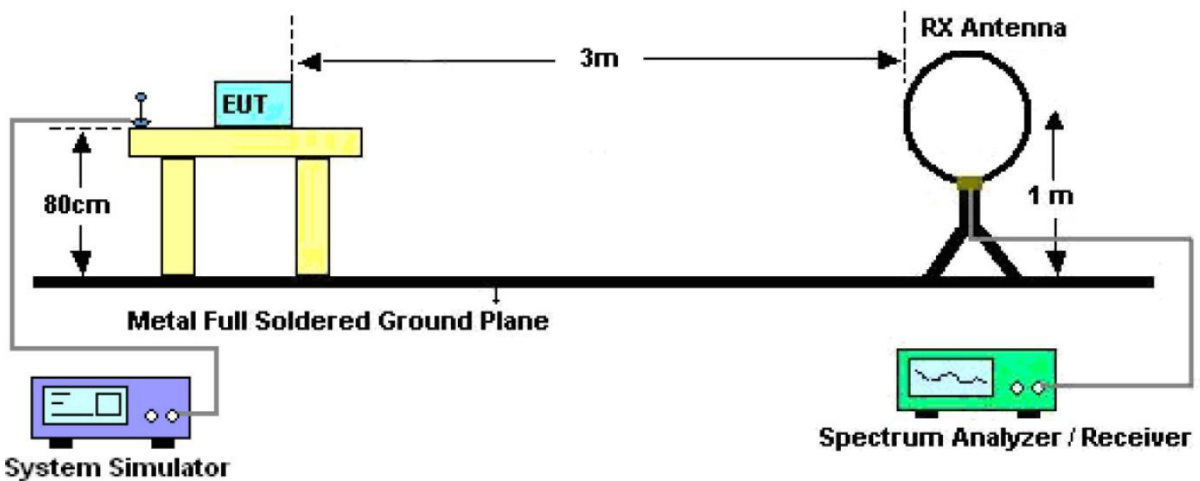 RX Antenna
3m
EUT
80cm
1 m
Metal Full Soldered Ground Plane
System Simulator
Spectrum Analyzer / Receiver